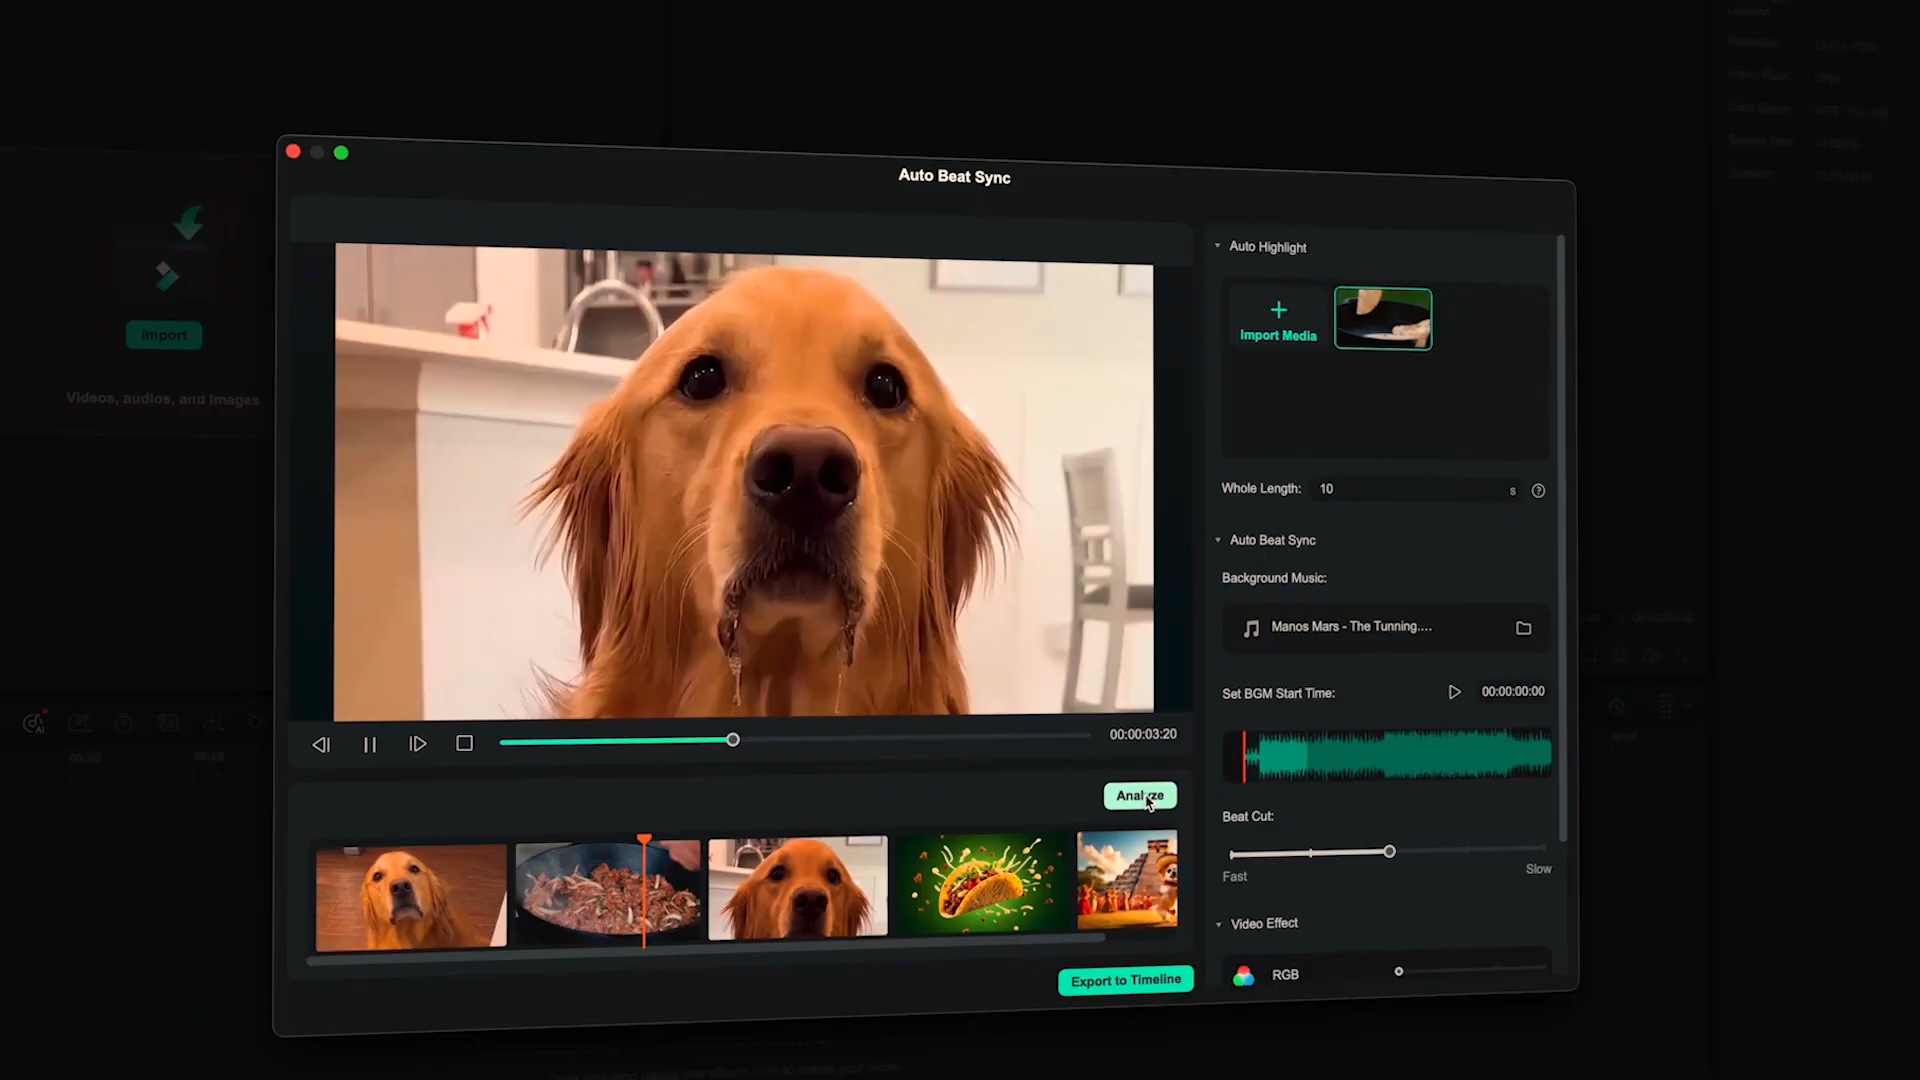 Auto Beat Sync
Auto Highlight
Import Media
Import
Videos, audios, and images
Whole Length:
10
s
Auto Beat Sync
Background Music:
Manos Mars - The Tunning....
Set BGM Start Time:
00:00:00:00
00:00:03:20
Analyze
Beat Cut:
Fast
Slow
Video Effect
RGB
Export to Timeline